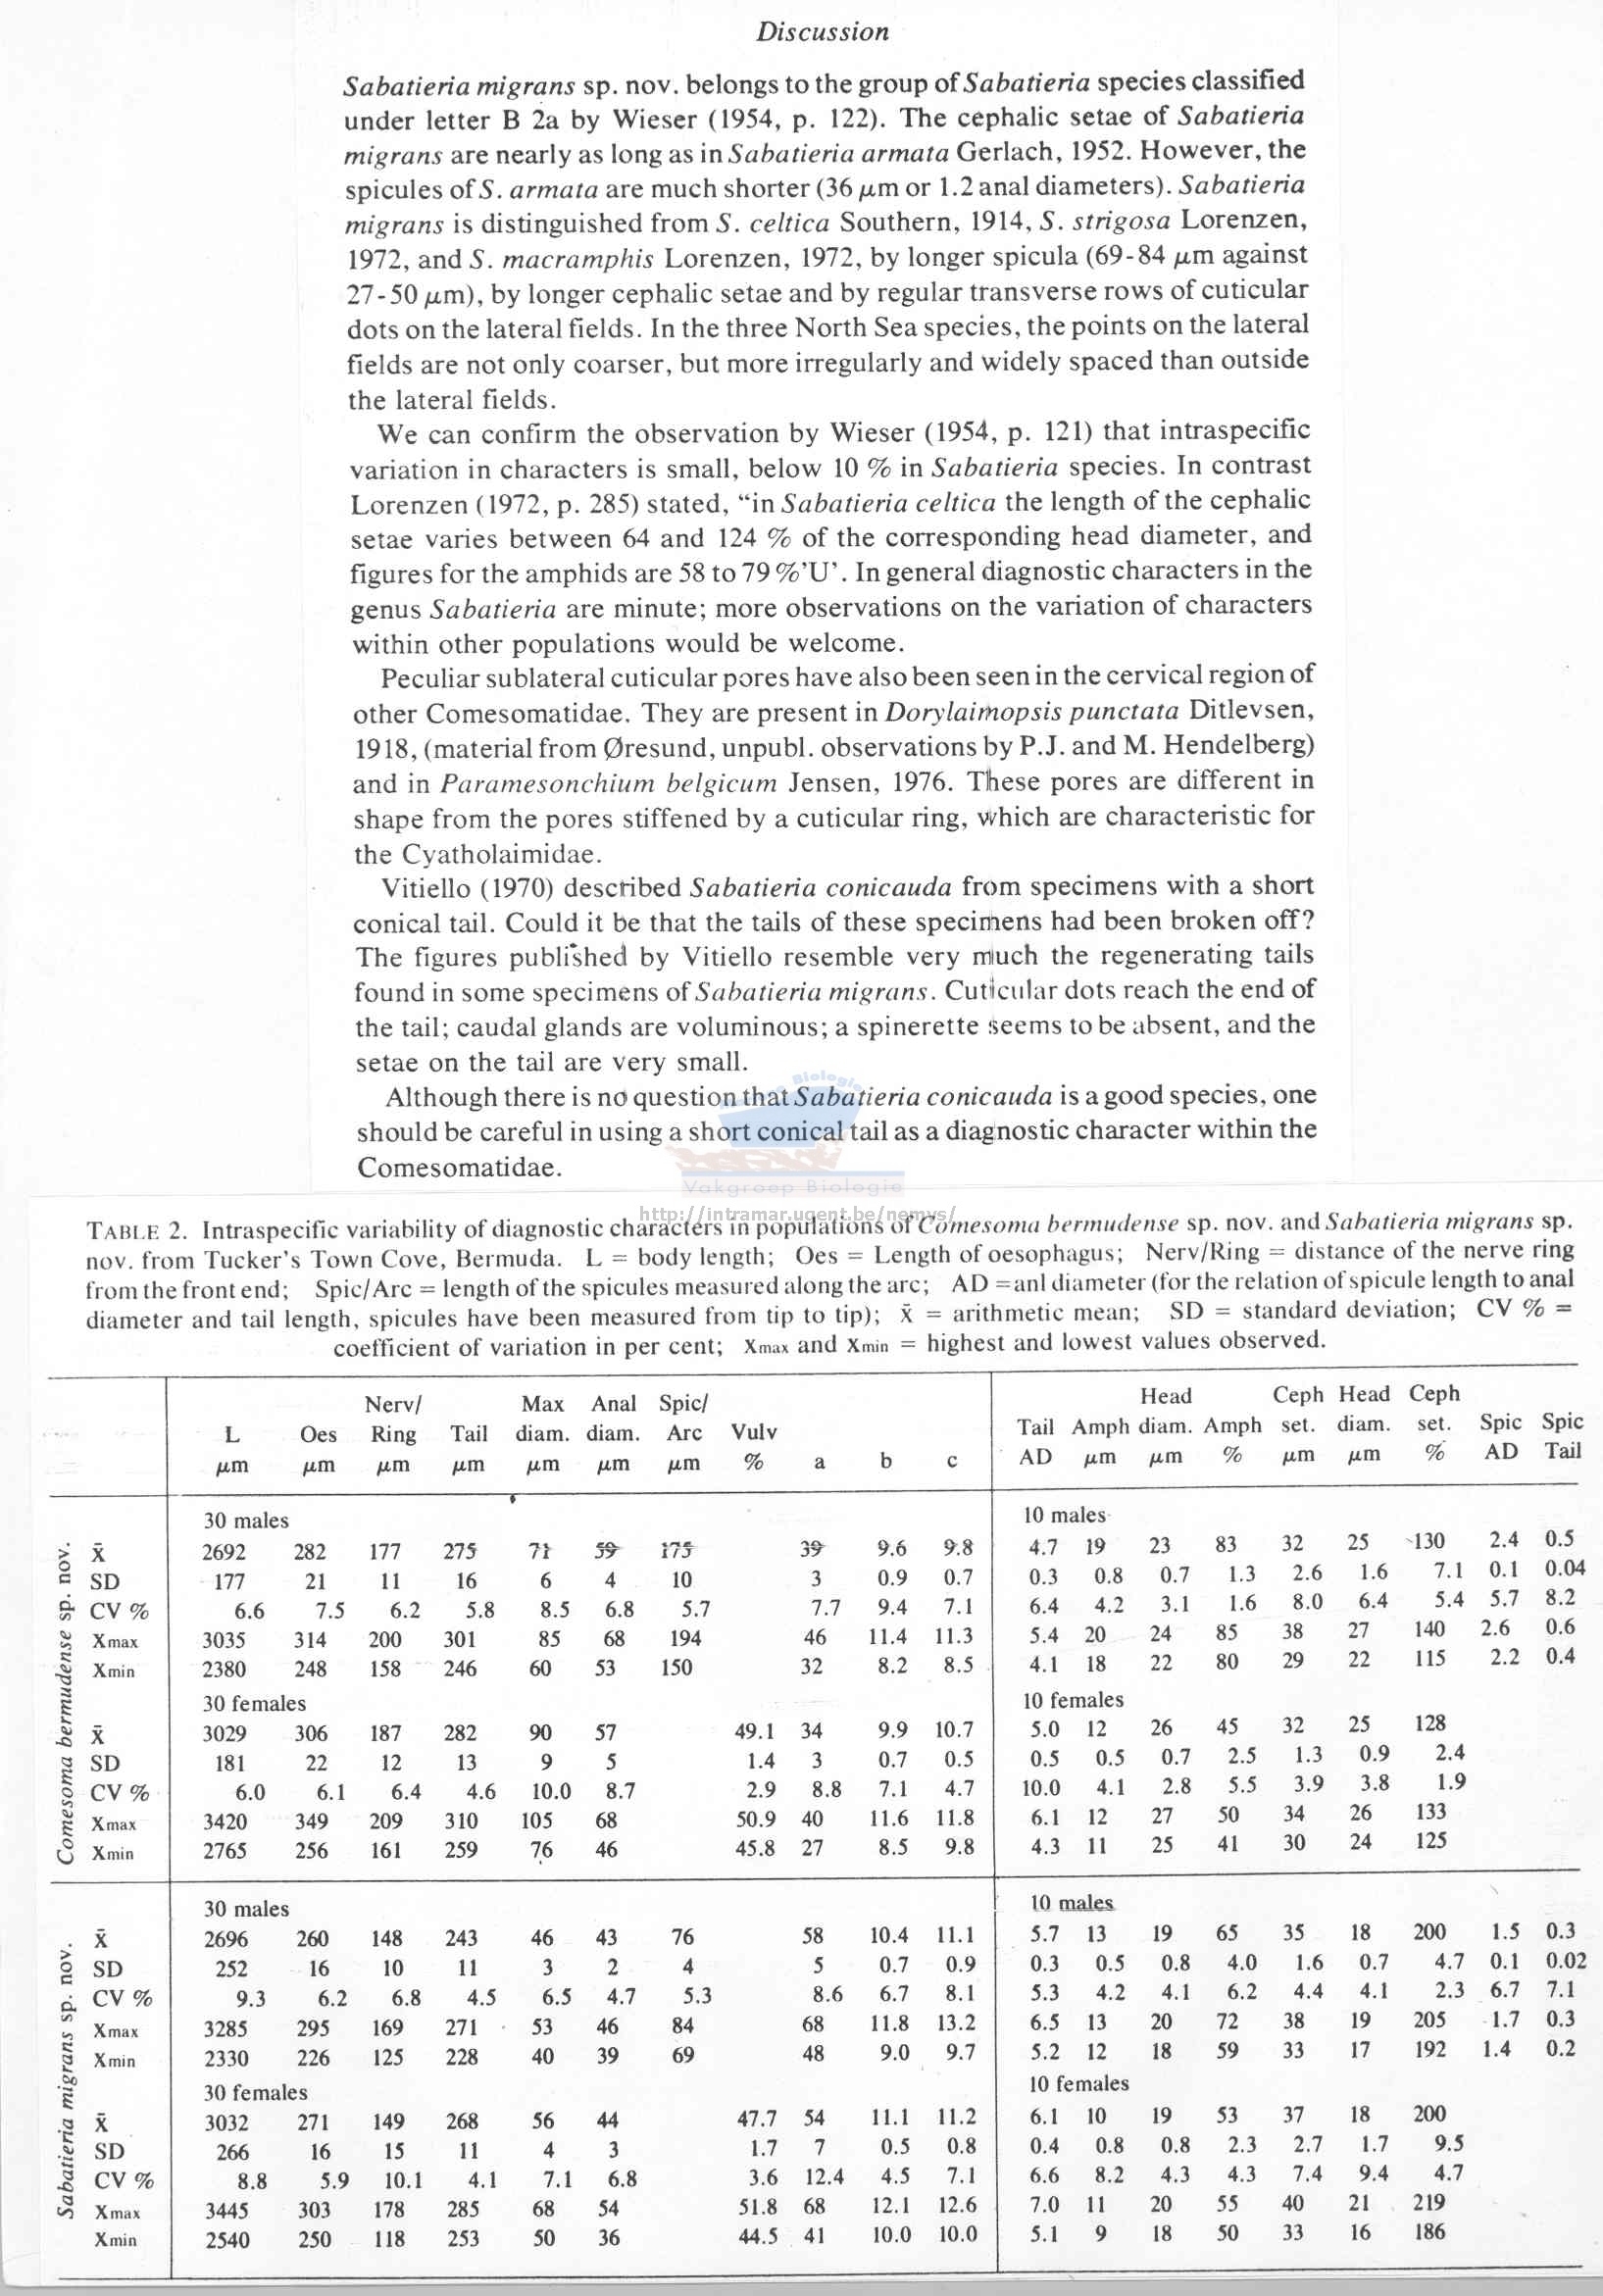 Discussion
Sabatieria migrans sp. nov. belongs to the group of Sabatieria species classified
under letter B 2a by Wieser (1954, p. 122). The cephalic setae of Sabatieria
migrans are nearly as long as in Sabatieria armata Gerlach, 1952. However, the
spicules of S. armata are much shorter (36 μm or 1.2 anal diameters). Sabatieria
migrans is distinguished from S. celtica Southern, 1914, S. strigosa Lorenzen,
1972, and S. macramphis Lorenzen, 1972, by longer spicula (69-84 μm against
27-50 μm), by longer cephalic setae and by regular transverse rows of cuticular
dots on the lateral fields. In the three North Sea species, the points on the lateral
fields are not only coarser, but more irregularly and widely spaced than outside
the lateral fields.
We can confirm the observation by Wieser (1954, p. 121) that intraspecific
variation in characters is small, below 10 % in Sabatieria species. In contrast
Lorenzen (1972, p. 285) stated, “in Sabatieria celtica the length of the cephalic
setae varies between 64 and 124 % of the corresponding head diameter, and
figures for the amphids are 58 to 79 %’U’. In general diagnostic characters in the
genus Sabatieria are minute; more observations on the variation of characters
within other populations would be welcome.
Peculiar sublateral cuticular pores have also been seen in the cervical region of
other Comesomatidae. They are present in Dorylaimopsis punctata Ditlevsen,
1918, (material from Øresund, unpubl. observations by P.J. and M. Hendelberg)
and in Paramesonchium belgicum Jensen, 1976. These pores are different in
shape from the pores stiffened by a cuticular ring, which are characteristic for
the Cyatholaimidae.
Vitiello (1970) described Sabatieria conicauda from specimens with a short
conical tail. Could it be that the tails of these specimens had been broken off?
The figures published by Vitiello resemble very much the regenerating tails
found in some specimens of Sabatieria migrans. Cuticular dots reach the end of
the tail; caudal glands are voluminous; a spinerette seems to be absent, and the
setae on the tail are very small.
Although there is no question that Sabatieria conicauda is a good species, one
should be careful in using a short conical tail as a diagnostic character within the
Comesomatidae.
Biologie
Vakgroep Biologie
http://intramar.ugent.be/nemys/
TABLE 2. Intraspecific variability of diagnostic characters in populations of Comesoma bermudense sp. nov. and Sabatieria migrans sp.
nov. from Tucker's Town Cove, Bermuda. L = body length; Oes = Length of oesophagus; Nerv/Ring = distance of the nerve ring
from the front end; Spic/Arc = length of the spicules measured along the arc; AD =anl diameter (for the relation of spicule length to anal
diameter and tail length, spicules have been measured from tip to tip); x̄ = arithmetic mean; SD = standard deviation; CV % =
coefficient of variation in per cent; Xmax and Xmin = highest and lowest values observed.
Nerv/ Max Anal Spic/ Head Ceph Head Ceph
L Oes Ring Tail diam. diam. Arc Vulv Tail Amph diam. Amph set. diam. set. Spic Spic
μm μm μm μm μm μm μm % a b c AD μm μm % μm μm % AD Tail
Comesoma bermudense sp. nov.
30 males 10 males
x̄ 2692 282 177 275 71 59 175 39 9.6 9.8 4.7 19 23 83 32 25 130 2.4 0.5
SD 177 21 11 16 6 4 10 3 0.9 0.7 0.3 0.8 0.7 1.3 2.6 1.6 7.1 0.1 0.04
CV % 6.6 7.5 6.2 5.8 8.5 6.8 5.7 7.7 9.4 7.1 6.4 4.2 3.1 1.6 8.0 6.4 5.4 5.7 8.2
Xmax 3035 314 200 301 85 68 194 46 11.4 11.3 5.4 20 24 85 38 27 140 2.6 0.6
Xmin 2380 248 158 246 60 53 150 32 8.2 8.5 4.1 18 22 80 29 22 115 2.2 0.4
30 females 10 females
x̄ 3029 306 187 282 90 57 49.1 34 9.9 10.7 5.0 12 26 45 32 25 128
SD 181 22 12 13 9 5 1.4 3 0.7 0.5 0.5 0.5 0.7 2.5 1.3 0.9 2.4
CV % 6.0 6.1 6.4 4.6 10.0 8.7 2.9 8.8 7.1 4.7 10.0 4.1 2.8 5.5 3.9 3.8 1.9
Xmax 3420 349 209 310 105 68 50.9 40 11.6 11.8 6.1 12 27 50 34 26 133
Xmin 2765 256 161 259 76 46 45.8 27 8.5 9.8 4.3 11 25 41 30 24 125
Sabatieria migrans sp. nov.
30 males 10 males
x̄ 2696 260 148 243 46 43 76 58 10.4 11.1 5.7 13 19 65 35 18 200 1.5 0.3
SD 252 16 10 11 3 2 4 5 0.7 0.9 0.3 0.5 0.8 4.0 1.6 0.7 4.7 0.1 0.02
CV % 9.3 6.2 6.8 4.5 6.5 4.7 5.3 8.6 6.7 8.1 5.3 4.2 4.1 6.2 4.4 4.1 2.3 6.7 7.1
Xmax 3285 295 169 271 53 46 84 68 11.8 13.2 6.5 13 20 72 38 19 205 1.7 0.3
Xmin 2330 226 125 228 40 39 69 48 9.0 9.7 5.2 12 18 59 33 17 192 1.4 0.2
30 females 10 females
x̄ 3032 271 149 268 56 44 47.7 54 11.1 11.2 6.1 10 19 53 37 18 200
SD 266 16 15 11 4 3 1.7 7 0.5 0.8 0.4 0.8 0.8 2.3 2.7 1.7 9.5
CV % 8.8 5.9 10.1 4.1 7.1 6.8 3.6 12.4 4.5 7.1 6.6 8.2 4.3 4.3 7.4 9.4 4.7
Xmax 3445 303 178 285 68 54 51.8 68 12.1 12.6 7.0 11 20 55 40 21 219
Xmin 2540 250 118 253 50 36 44.5 41 10.0 10.0 5.1 9 18 50 33 16 186